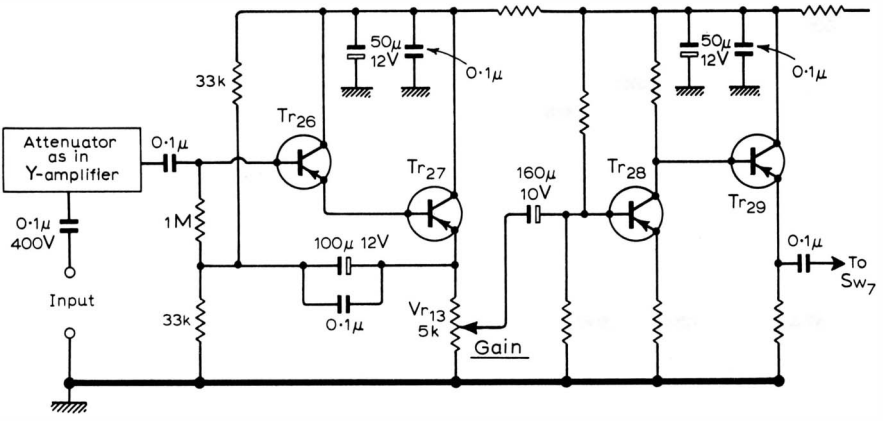 50μ
12V
0·1μ
50μ
12V
0·1μ
33k
Tr26
Attenuator
as in
Y-amplifier
0·1μ
Tr27
160μ
10V
Tr28
Tr29
0·1μ
400V
1M
100μ 12V
0·1μ
To
Sw7
Input
33k
0·1μ
Vr13
5k
Gain